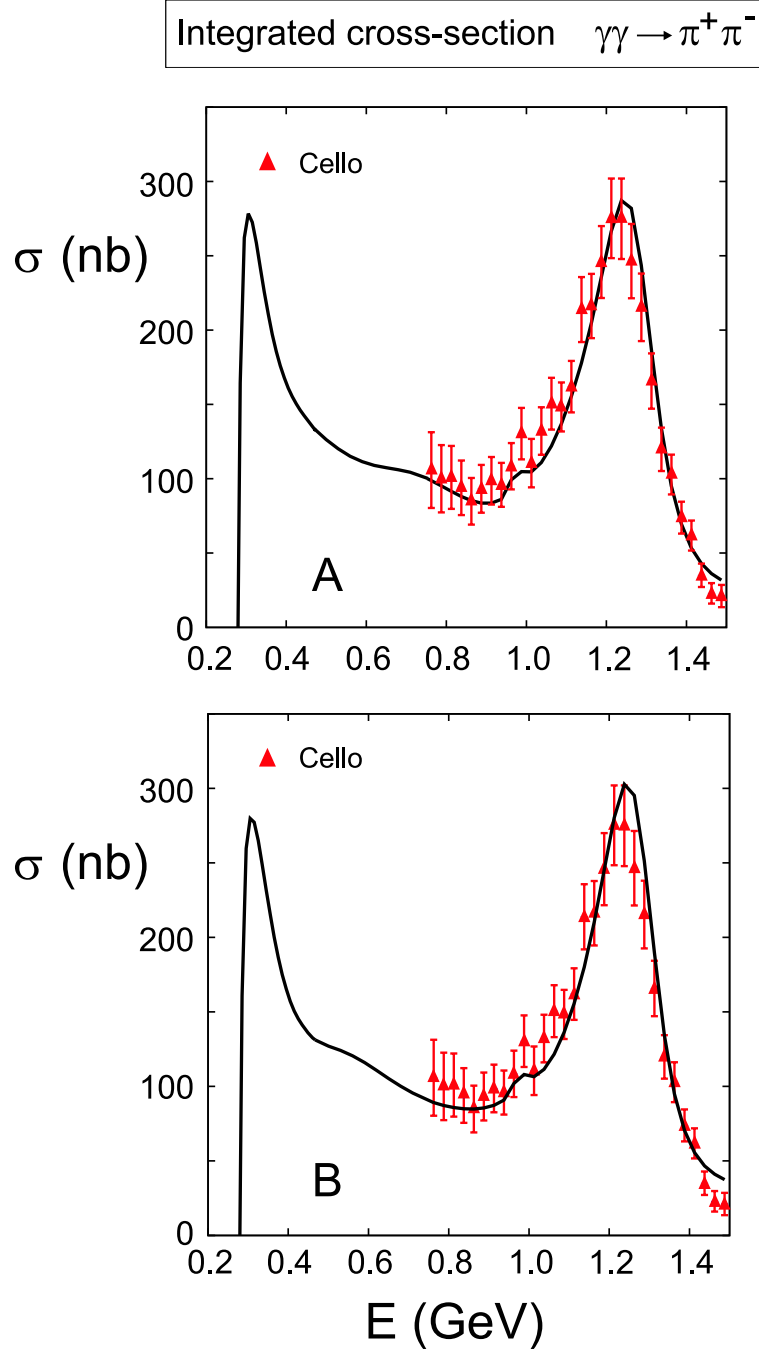 Integrated cross-section γγ → π⁺π⁻
Cello
300
σ (nb)
200
100
A
0
0.2 0.4 0.6 0.8 1.0 1.2 1.4
Cello
300
σ (nb)
200
100
B
0
0.2 0.4 0.6 0.8 1.0 1.2 1.4
E (GeV)